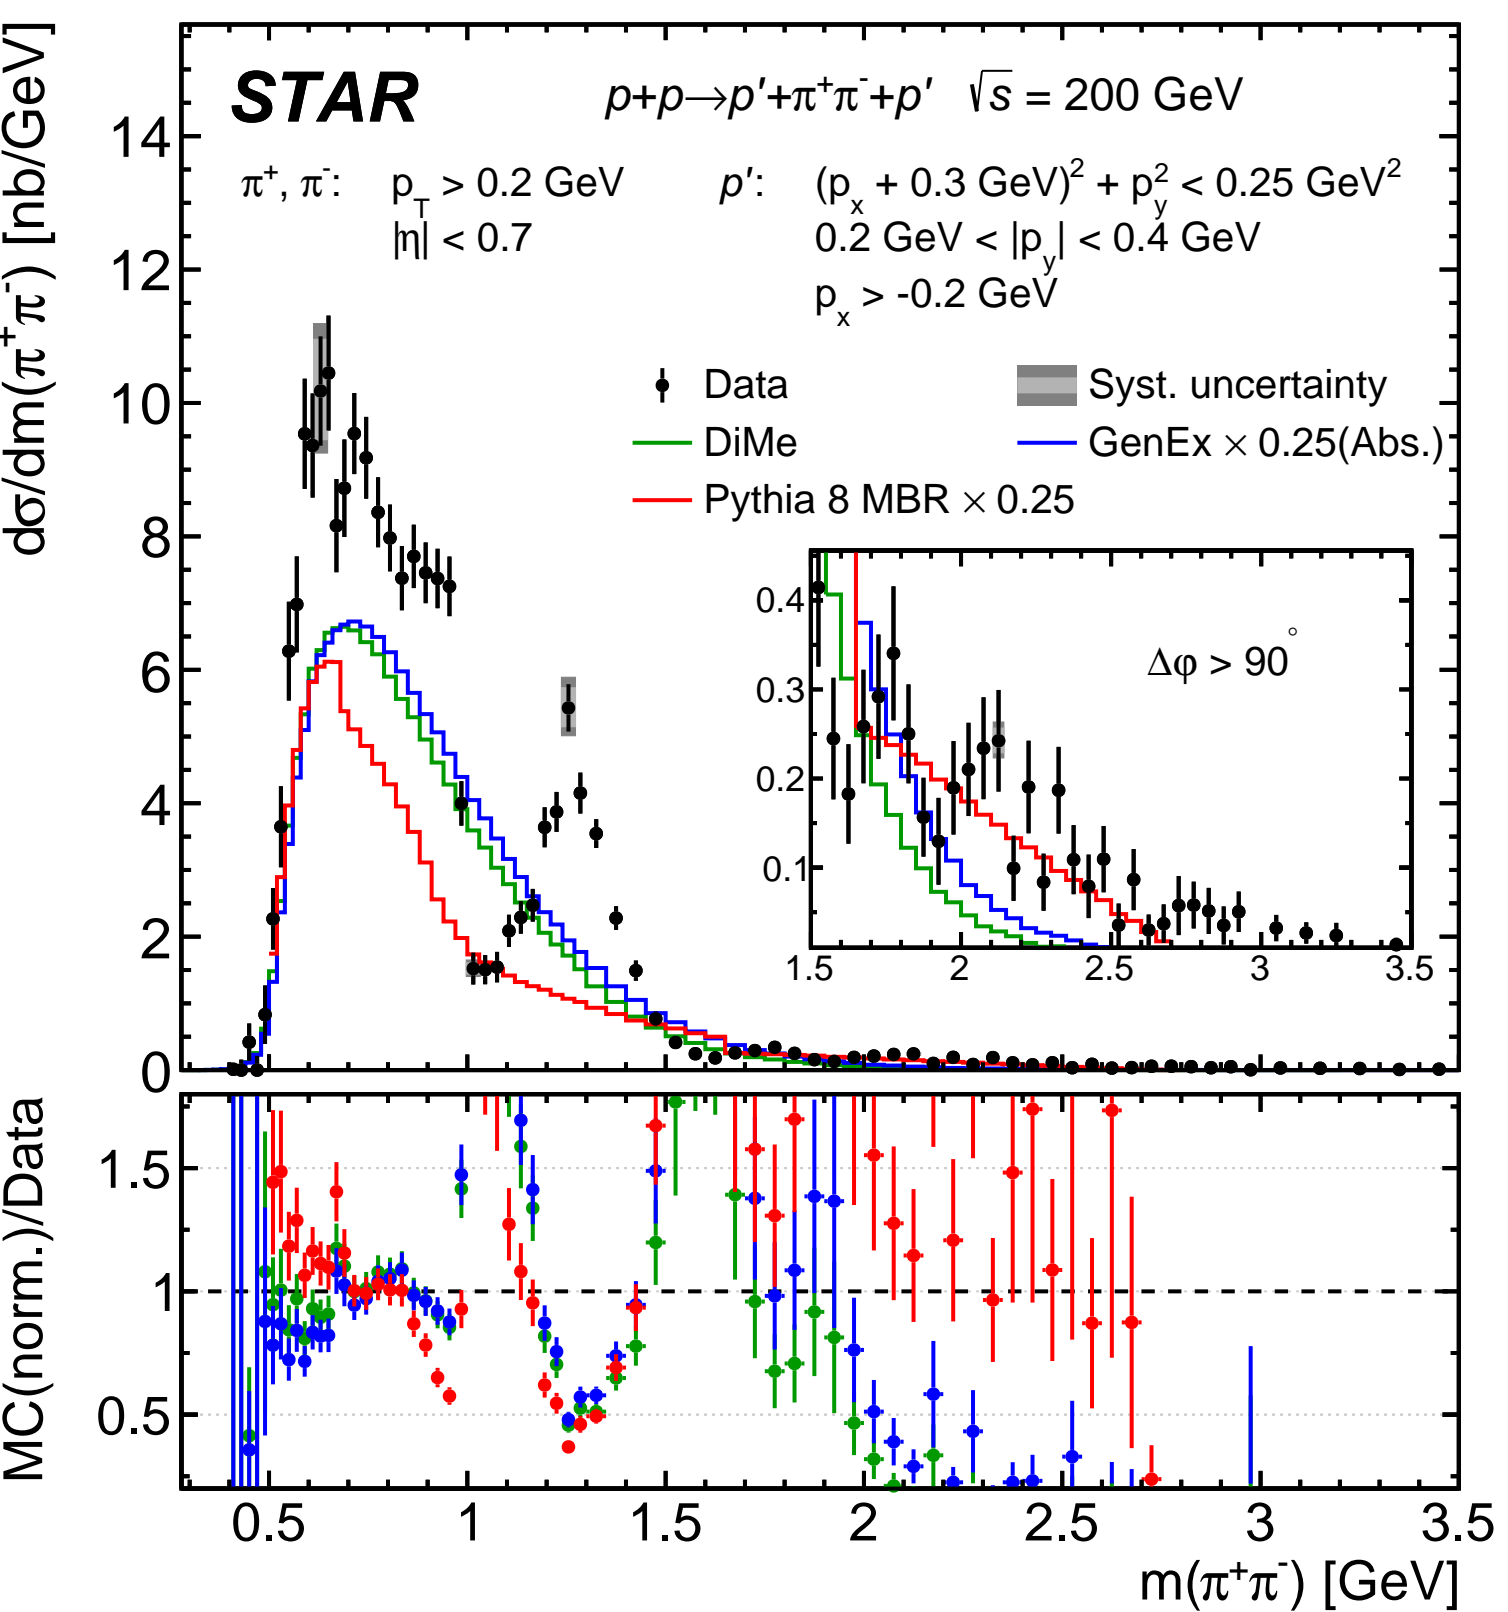 STAR p+p→p′+π⁺π⁻+p′ √s = 200 GeV
π⁺, π⁻: p_T > 0.2 GeV p′: (p_x + 0.3 GeV)² + p_y² < 0.25 GeV²
|η| < 0.7 0.2 GeV < |p_y| < 0.4 GeV
p_x > -0.2 GeV
Data Syst. uncertainty
DiMe GenEx × 0.25(Abs.)
Pythia 8 MBR × 0.25
dσ/dm(π⁺π⁻) [nb/GeV]
14
12
10
8
6
4
2
0
Δφ > 90°
0.4
0.3
0.2
0.1
1.5 2 2.5 3 3.5
MC(norm.)/Data
1.5
1
0.5
0.5 1 1.5 2 2.5 3 3.5
m(π⁺π⁻) [GeV]